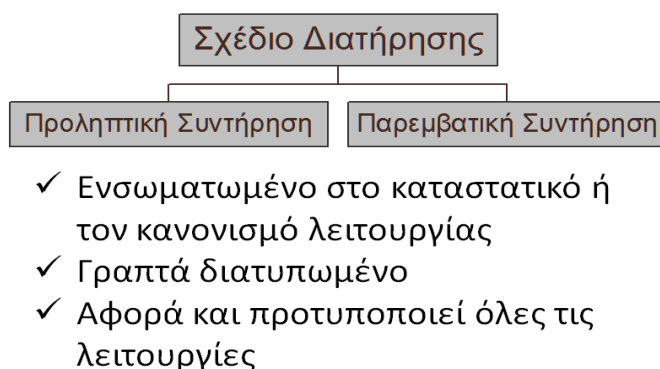 Σχέδιο Διατήρησης
Προληπτική Συντήρηση
Παρεμβατική Συντήρηση
✓ Ενσωματωμένο στο καταστατικό ή
τον κανονισμό λειτουργίας
✓ Γραπτά διατυπωμένο
✓ Αφορά και προτυποποιεί όλες τις
λειτουργίες